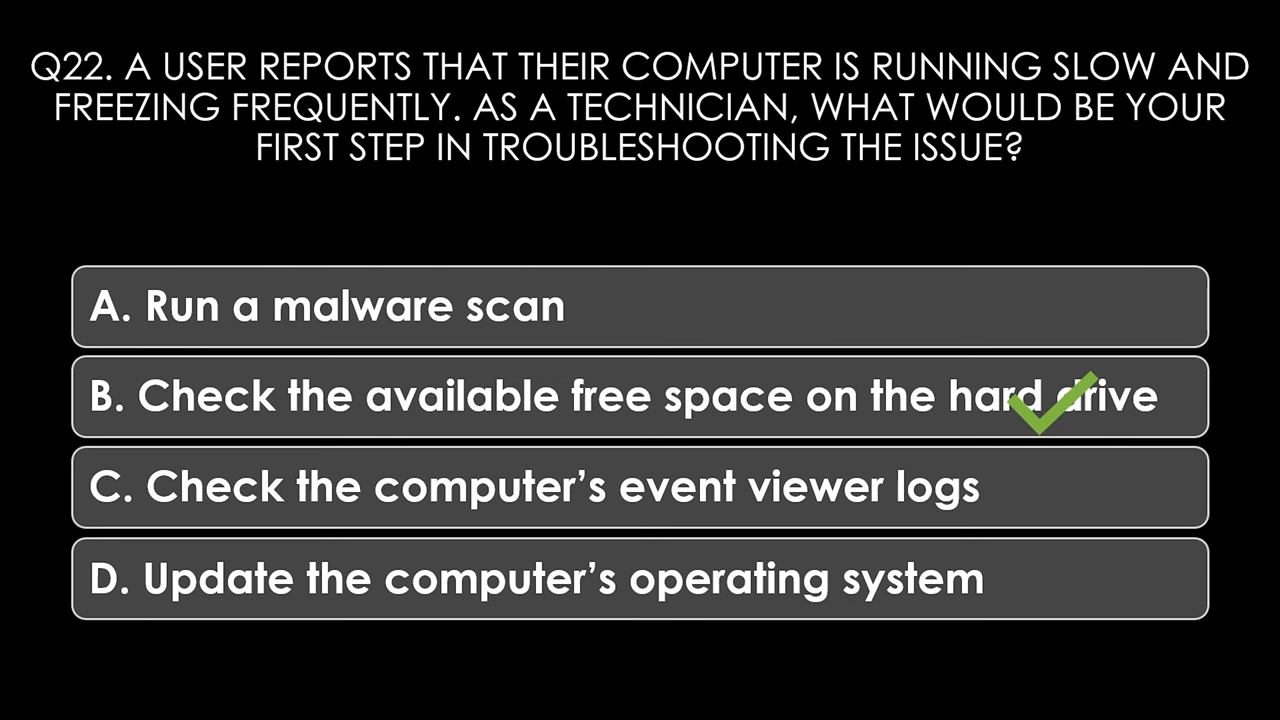 Q22. A USER REPORTS THAT THEIR COMPUTER IS RUNNING SLOW AND
FREEZING FREQUENTLY. AS A TECHNICIAN, WHAT WOULD BE YOUR
FIRST STEP IN TROUBLESHOOTING THE ISSUE?
A. Run a malware scan
B. Check the available free space on the hard drive
C. Check the computer’s event viewer logs
D. Update the computer’s operating system